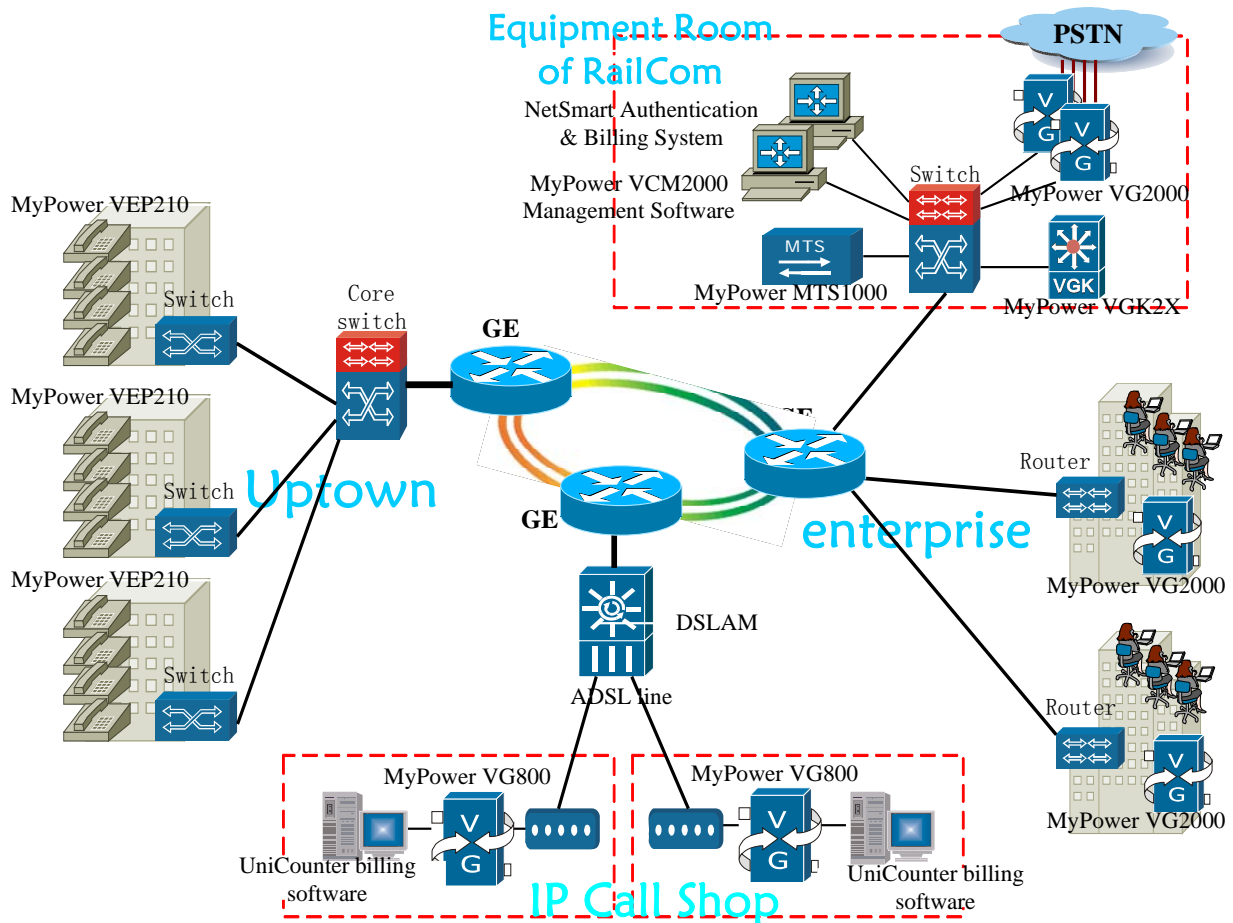 Equipment Room
of RailCom
PSTN
V
G
V
G
NetSmart Authentication
& Billing System
Switch
MyPower VG2000
MyPower VCM2000
Management Software
MTS
MyPower MTS1000
VGK
MyPower VGK2X
MyPower VEP210
Switch
MyPower VEP210
Switch
MyPower VEP210
Switch
Uptown
Core
switch
GE
GE
GE
enterprise
Router
V
G
MyPower VG2000
Router
V
G
MyPower VG2000
DSLAM
ADSL line
MyPower VG800
V
G
UniCounter billing
software
MyPower VG800
V
G
UniCounter billing
software
IP Call Shop